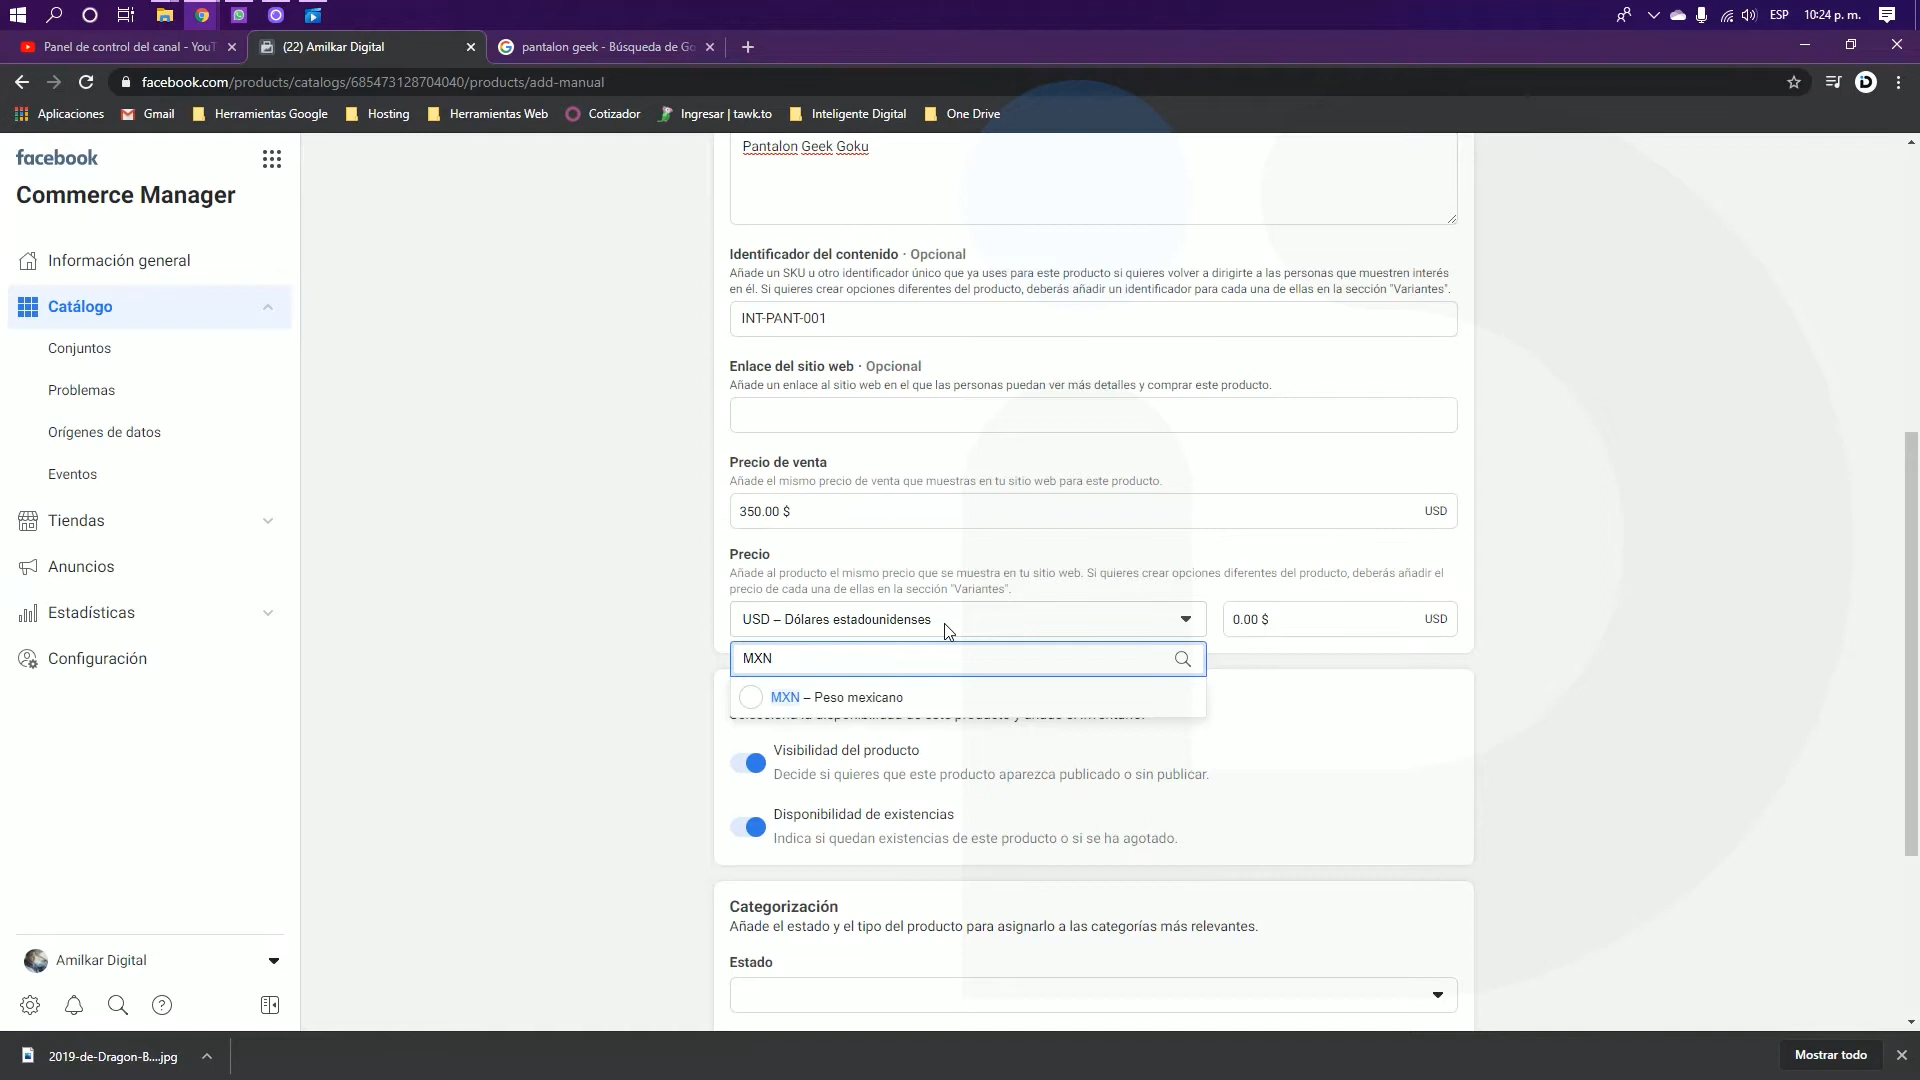 ESP
10:24 p. m.
Panel de control del canal - YouT
(22) Amilkar Digital
pantalon geek - Búsqueda de Go
facebook.com/products/catalogs/685473128704040/products/add-manual
Aplicaciones
Gmail
Herramientas Google
Hosting
Herramientas Web
Cotizador
Ingresar | tawk.to
Inteligente Digital
One Drive
facebook
Commerce Manager
Información general
Catálogo
Conjuntos
Problemas
Orígenes de datos
Eventos
Tiendas
Anuncios
Estadísticas
Configuración
Amilkar Digital
Pantalon Geek Goku
Identificador del contenido · Opcional
Añade un SKU u otro identificador único que ya uses para este producto si quieres volver a dirigirte a las personas que muestren interés
en él. Si quieres crear opciones diferentes del producto, deberás añadir un identificador para cada una de ellas en la sección "Variantes".
INT-PANT-001
Enlace del sitio web · Opcional
Añade un enlace al sitio web en el que las personas puedan ver más detalles y comprar este producto.
Precio de venta
Añade el mismo precio de venta que muestras en tu sitio web para este producto.
350.00 $ USD
Precio
Añade al producto el mismo precio que se muestra en tu sitio web. Si quieres crear opciones diferentes del producto, deberás añadir el
precio de cada una de ellas en la sección "Variantes".
USD – Dólares estadounidenses
0.00 $ USD
MXN
MXN – Peso mexicano
Visibilidad del producto
Decide si quieres que este producto aparezca publicado o sin publicar.
Disponibilidad de existencias
Indica si quedan existencias de este producto o si se ha agotado.
Categorización
Añade el estado y el tipo del producto para asignarlo a las categorías más relevantes.
Estado
2019-de-Dragon-B....jpg
Mostrar todo